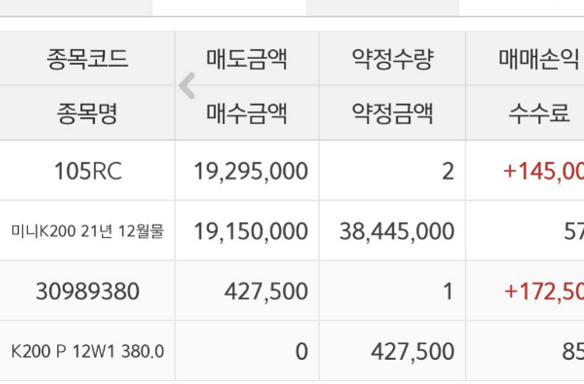 종목코드 매도금액 약정수량 매매손익
종목명 매수금액 약정금액 수수료
105RC 19,295,000 2 +145,00
미니K200 21년 12월물 19,150,000 38,445,000 57
30989380 427,500 1 +172,50
K200 P 12W1 380.0 0 427,500 85